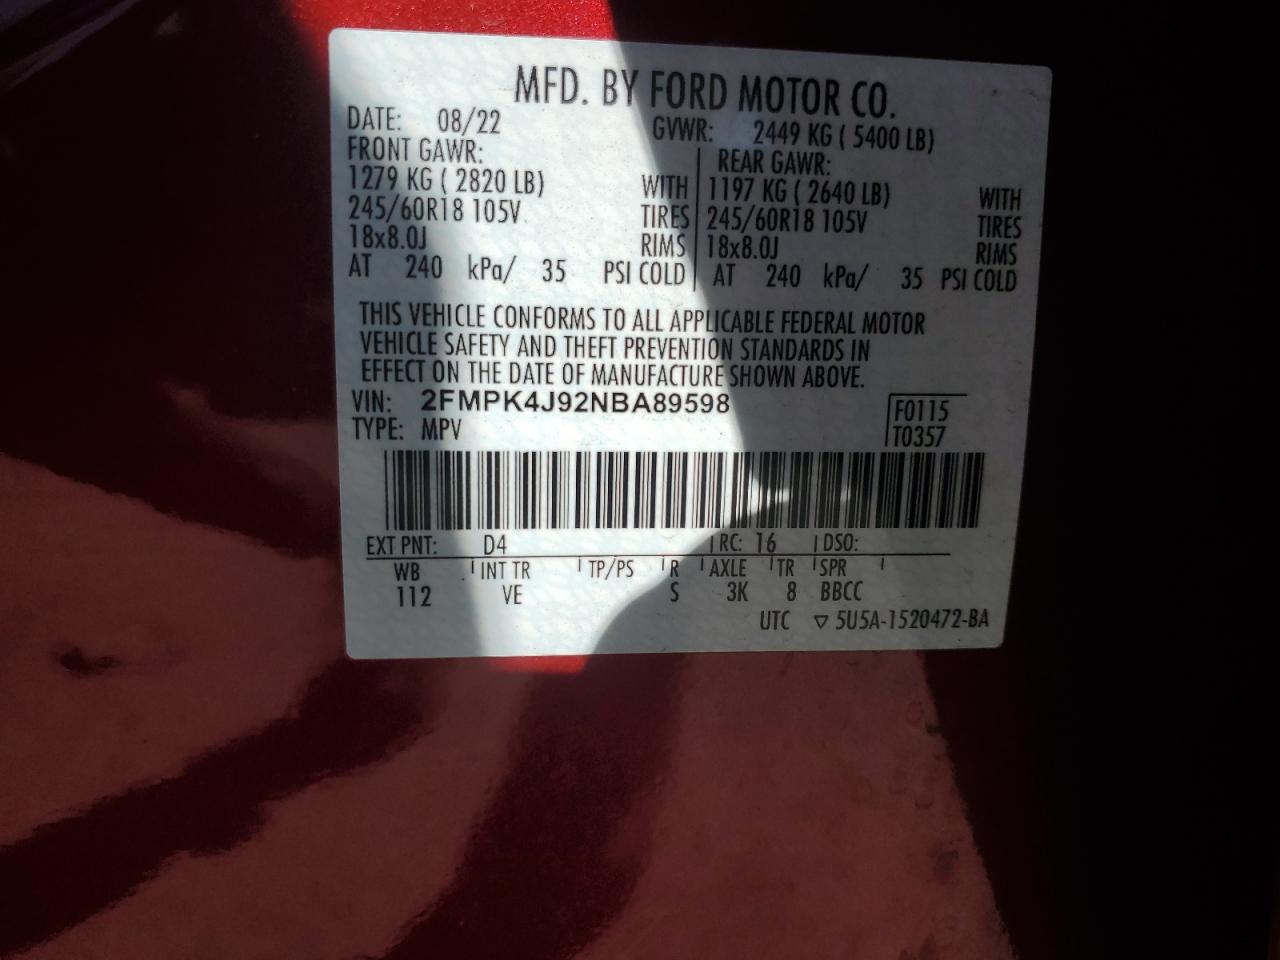 MFD. BY FORD MOTOR CO.
DATE: 08/22 GVWR: 2449 KG ( 5400 LB)
FRONT GAWR: REAR GAWR:
1279 KG ( 2820 LB) WITH 1197 KG ( 2640 LB) WITH
245/60R18 105V TIRES 245/60R18 105V TIRES
18x8.0J RIMS 18x8.0J RIMS
AT 240 kPa/ 35 PSI COLD AT 240 kPa/ 35 PSI COLD
THIS VEHICLE CONFORMS TO ALL APPLICABLE FEDERAL MOTOR
VEHICLE SAFETY AND THEFT PREVENTION STANDARDS IN
EFFECT ON THE DATE OF MANUFACTURE SHOWN ABOVE.
VIN: 2FMPK4J92NBA89598 F0115
TYPE: MPV T0357
EXT PNT: D4 RC: 16 DSO:
WB INT TR TP/PS R AXLE TR SPR
112 VE S 3K 8 BBCC
UTC ▽ 5U5A-1520472-BA